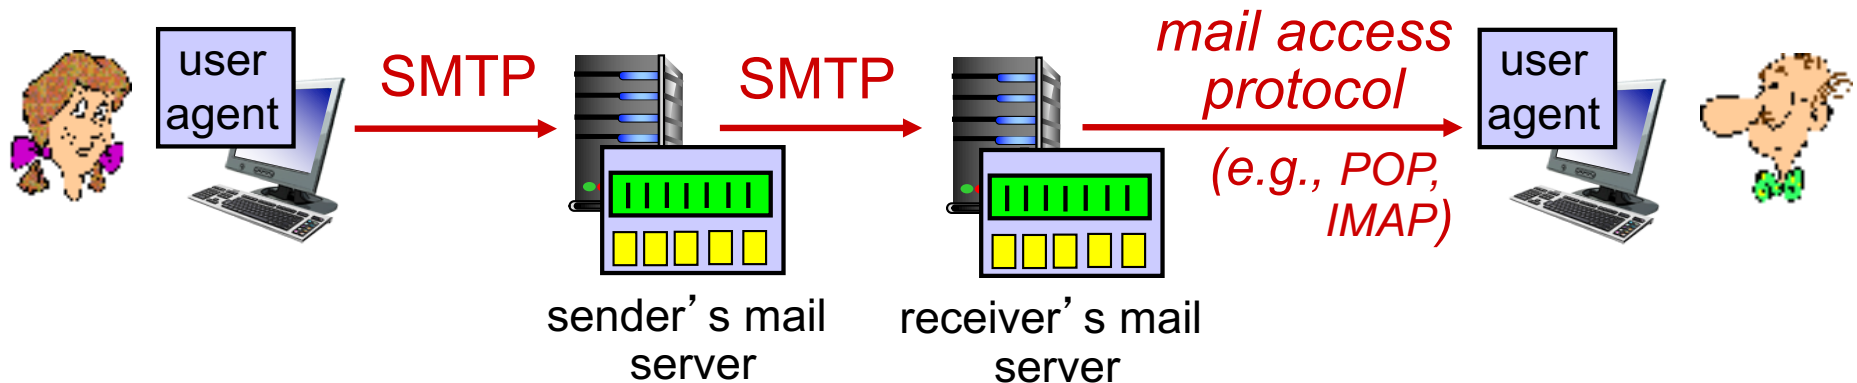 user
agent
SMTP
SMTP
mail access
protocol
(e.g., POP,
IMAP)
user
agent
sender’s mail
server
receiver’s mail
server